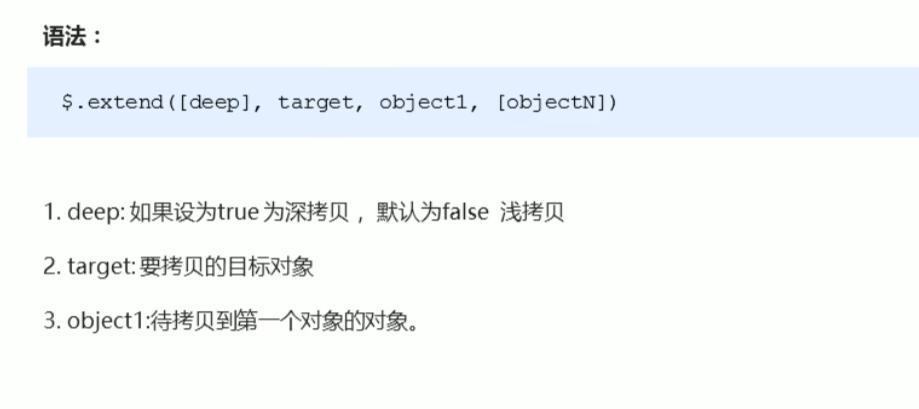 语法：
$.extend([deep], target, object1, [objectN])
1. deep: 如果设为true 为深拷贝 ，默认为false 浅拷贝
2. target: 要拷贝的目标对象
3. object1:待拷贝到第一个对象的对象。